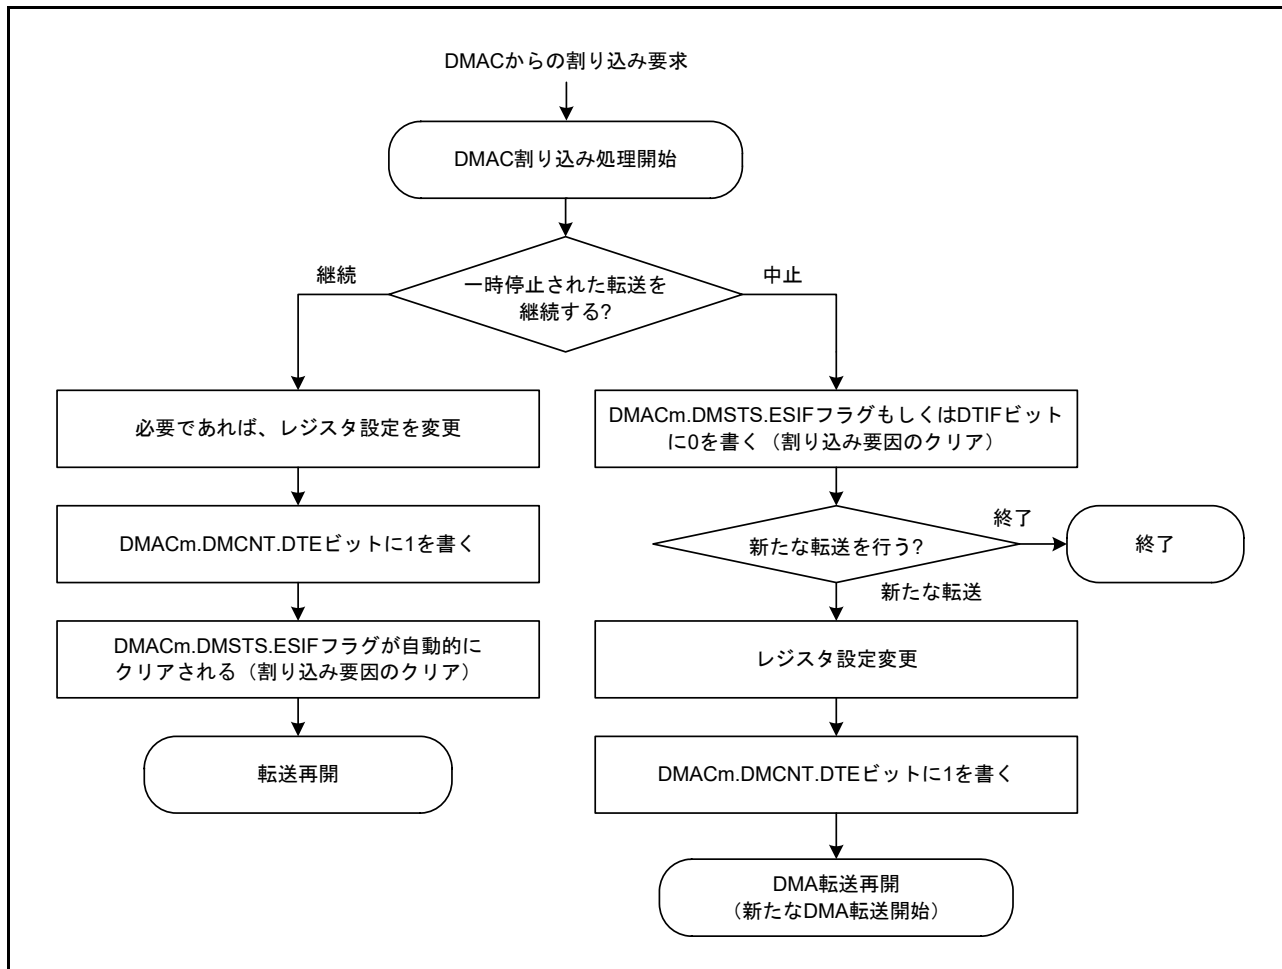 DMACからの割り込み要求
DMAC割り込み処理開始
一時停止された転送を
継続する?
継続
中止
必要であれば、レジスタ設定を変更
DMACm.DMCNT.DTEビットに1を書く
DMACm.DMSTS.ESIFフラグが自動的に
クリアされる（割り込み要因のクリア）
転送再開
DMACm.DMSTS.ESIFフラグもしくはDTIFビット
に0を書く（割り込み要因のクリア）
新たな転送を行う?
終了
終了
新たな転送
レジスタ設定変更
DMACm.DMCNT.DTEビットに1を書く
DMA転送再開
（新たなDMA転送開始）